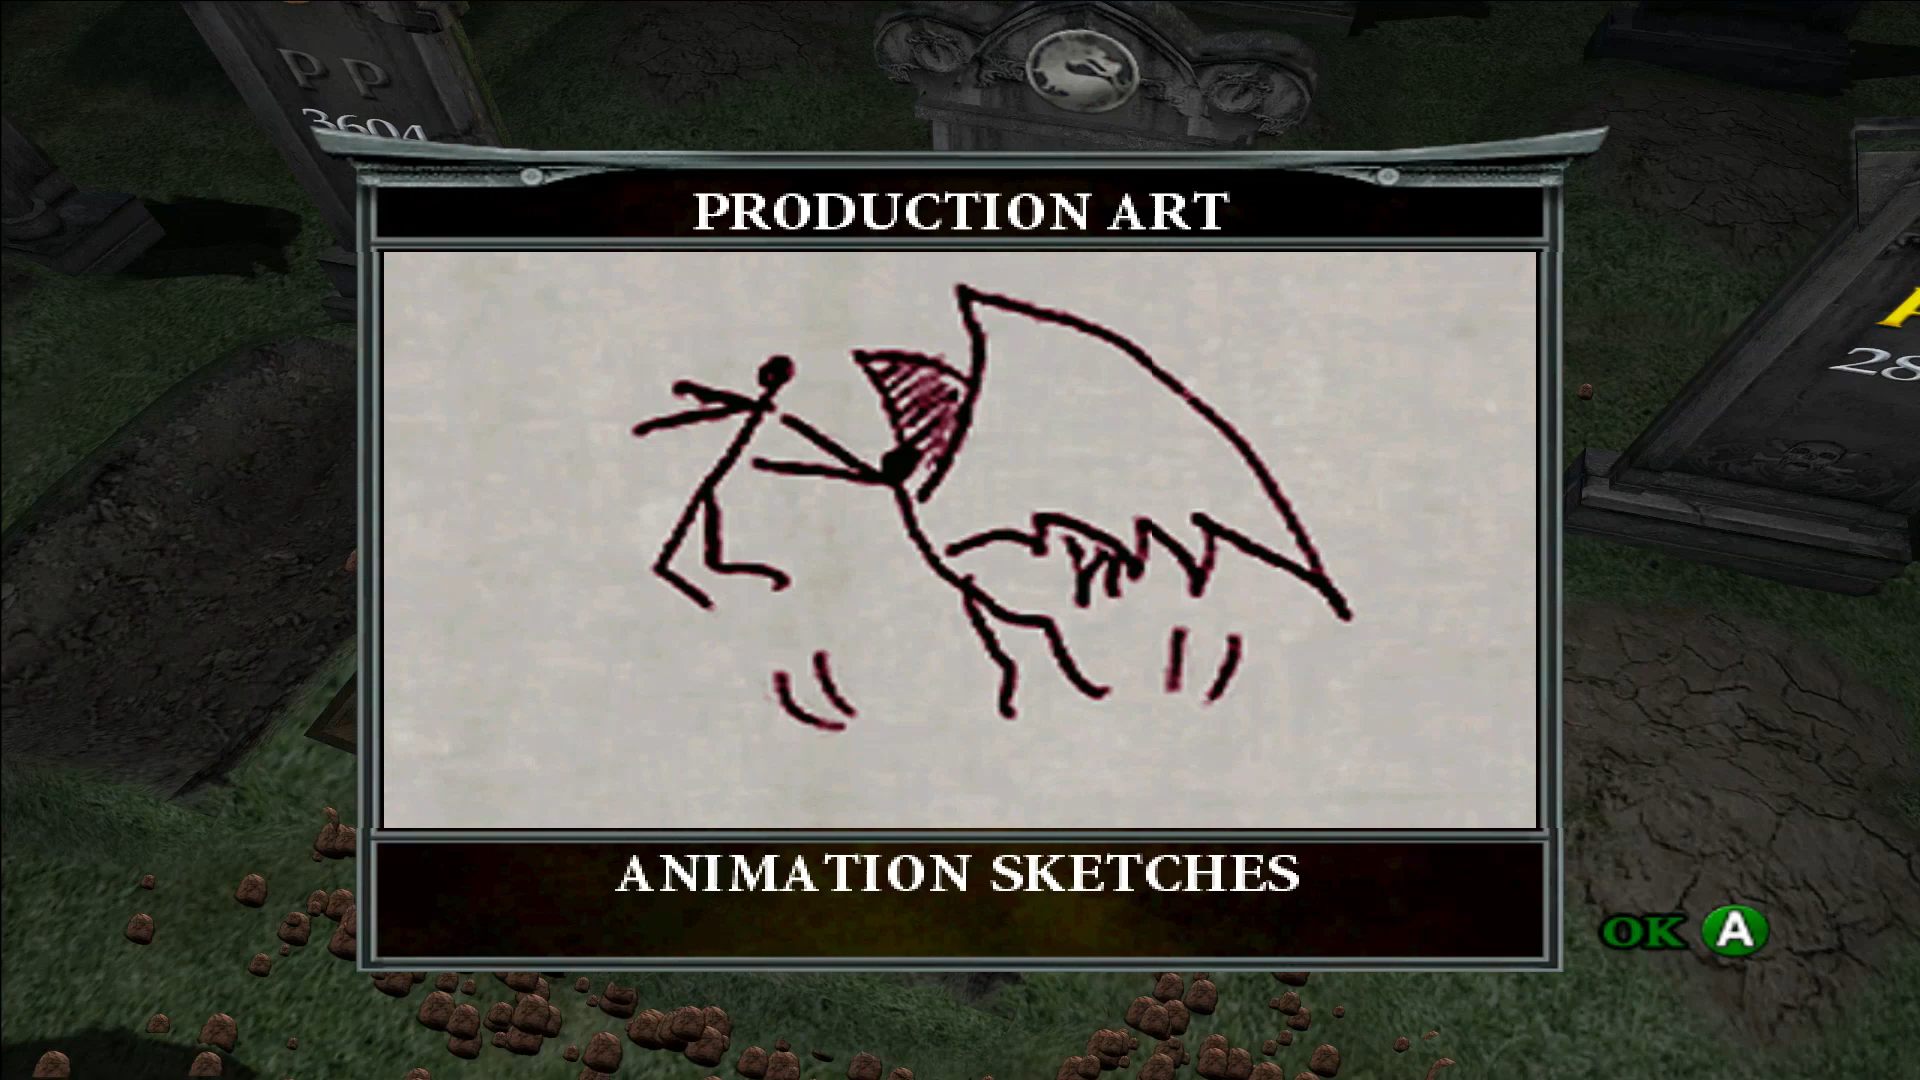 PP
3604
PRODUCTION ART
28
ANIMATION SKETCHES
OK A